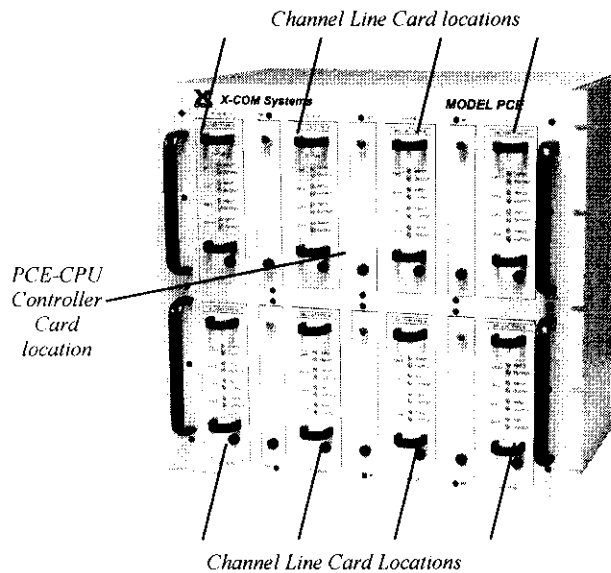 Channel Line Card locations
X-COM Systems
MODEL PCE
PCE-CPU
Controller
Card
location
Channel Line Card Locations